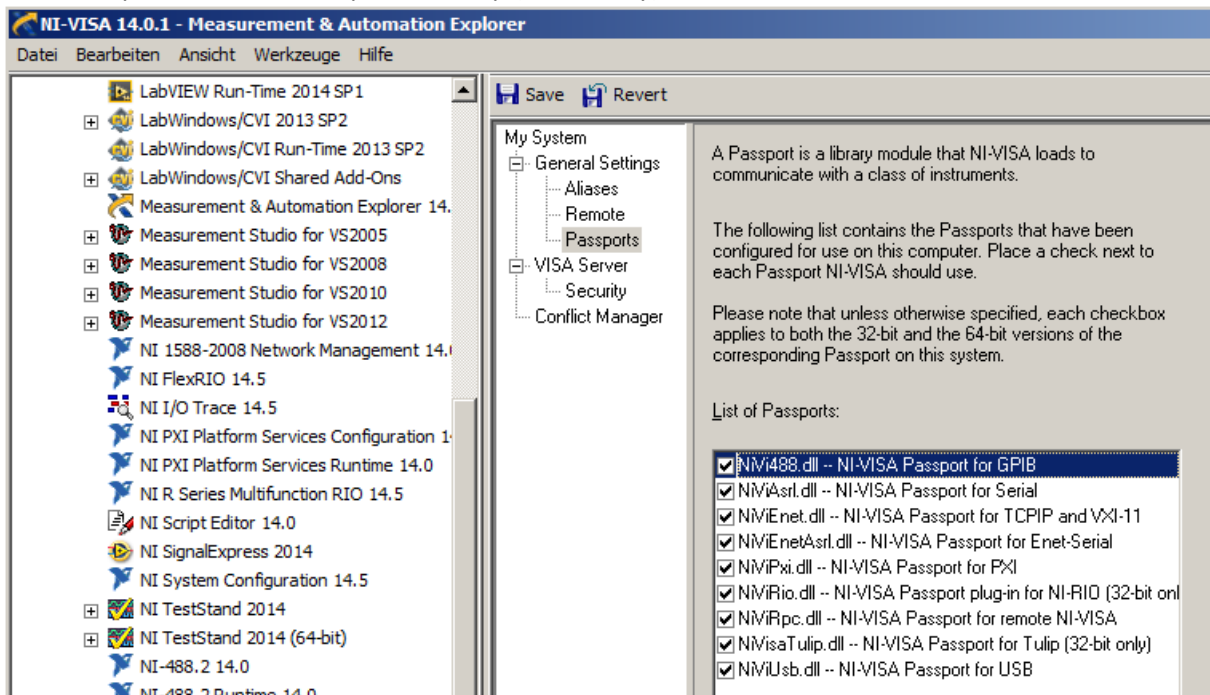 NI-VISA 14.0.1 - Measurement & Automation Explorer
Datei Bearbeiten Ansicht Werkzeuge Hilfe
LabVIEW Run-Time 2014 SP1
LabWindows/CVI 2013 SP2
LabWindows/CVI Run-Time 2013 SP2
LabWindows/CVI Shared Add-Ons
Measurement & Automation Explorer 14.
Measurement Studio for VS2005
Measurement Studio for VS2008
Measurement Studio for VS2010
Measurement Studio for VS2012
NI 1588-2008 Network Management 14.
NI FlexRIO 14.5
NI I/O Trace 14.5
NI PXI Platform Services Configuration 1
NI PXI Platform Services Runtime 14.0
NI R Series Multifunction RIO 14.5
NI Script Editor 14.0
NI SignalExpress 2014
NI System Configuration 14.5
NI TestStand 2014
NI TestStand 2014 (64-bit)
NI-488.2 14.0
NI-488.2 Runtime 14.0
Save Revert
My System
General Settings
Aliases
Remote
Passports
VISA Server
Security
Conflict Manager
A Passport is a library module that NI-VISA loads to
communicate with a class of instruments.
The following list contains the Passports that have been
configured for use on this computer. Place a check next to
each Passport NI-VISA should use.
Please note that unless otherwise specified, each checkbox
applies to both the 32-bit and the 64-bit versions of the
corresponding Passport on this system.
List of Passports:
NiVi488.dll -- NI-VISA Passport for GPIB
NiViAsrl.dll -- NI-VISA Passport for Serial
NiViEnet.dll -- NI-VISA Passport for TCPIP and VXI-11
NiViEnetAsrl.dll -- NI-VISA Passport for Enet-Serial
NiViPxi.dll -- NI-VISA Passport for PXI
NiViRio.dll -- NI-VISA Passport plug-in for NI-RIO (32-bit onl
NiViRpc.dll -- NI-VISA Passport for remote NI-VISA
NiVisaTulip.dll -- NI-VISA Passport for Tulip (32-bit only)
NiViUsb.dll -- NI-VISA Passport for USB